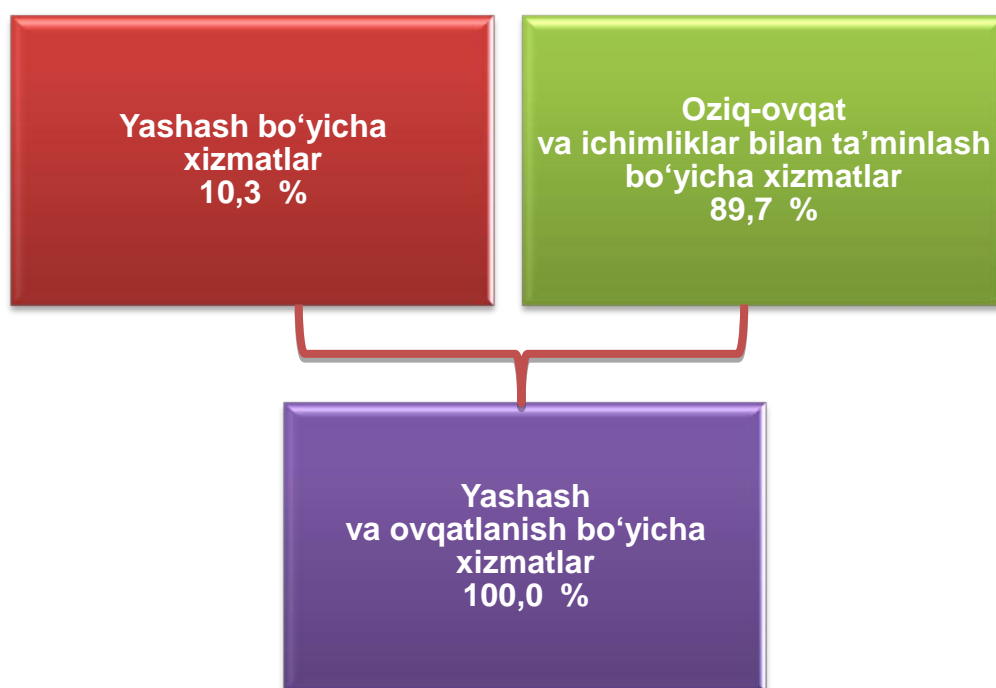 Yashash bo‘yicha
xizmatlar
10,3 %
Oziq-ovqat
va ichimliklar bilan ta’minlash
bo‘yicha xizmatlar
89,7 %
Yashash
va ovqatlanish bo‘yicha
xizmatlar
100,0 %